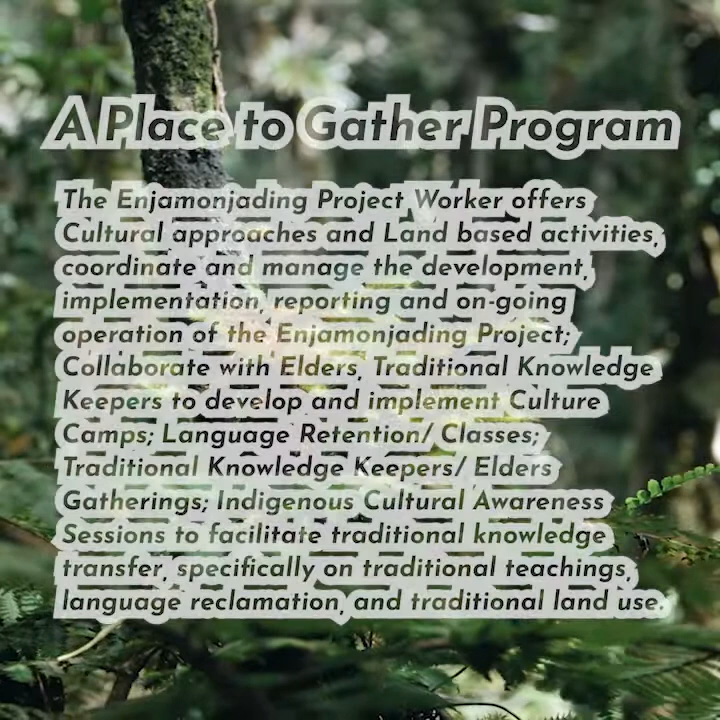 A Place to Gather Program
The Enjamonjading Project Worker offers
Cultural approaches and Land based activities,
coordinate and manage the development,
implementation, reporting and on-going
operation of the Enjamonjading Project;
Collaborate with Elders, Traditional Knowledge
Keepers to develop and implement Culture
Camps; Language Retention/ Classes;
Traditional Knowledge Keepers/ Elders
Gatherings; Indigenous Cultural Awareness
Sessions to facilitate traditional knowledge
transfer, specifically on traditional teachings,
language reclamation, and traditional land use.